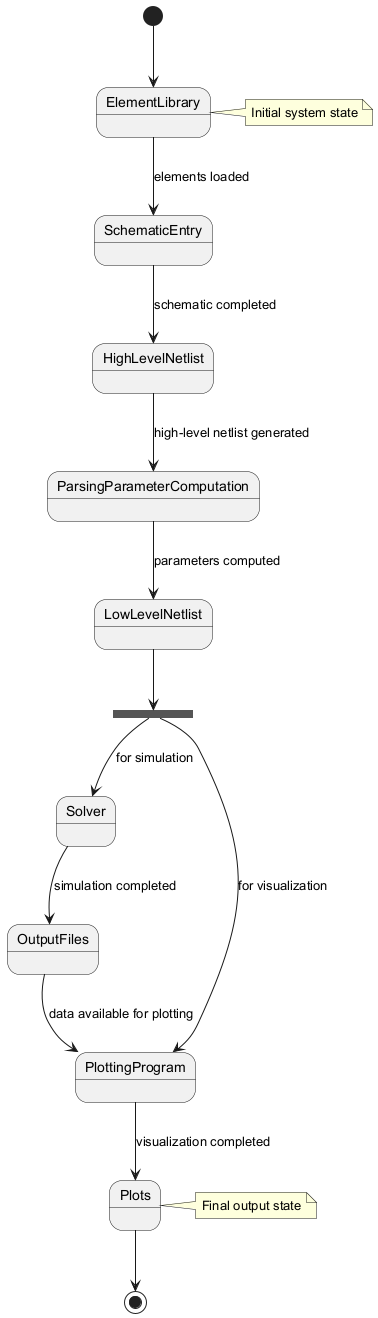 ElementLibrary
Initial system state
elements loaded
SchematicEntry
schematic completed
HighLevelNetlist
high-level netlist generated
ParsingParameterComputation
parameters computed
LowLevelNetlist
for simulation
Solver
for visualization
simulation completed
OutputFiles
data available for plotting
PlottingProgram
visualization completed
Plots
Final output state